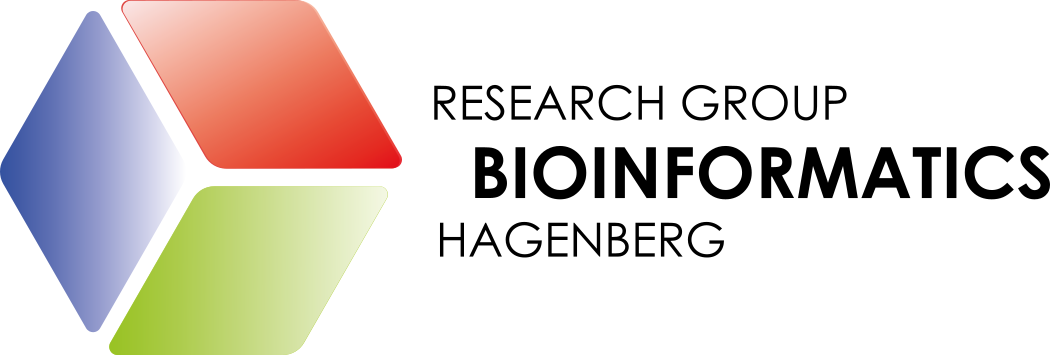 RESEARCH GROUP
BIOINFORMATICS
HAGENBERG